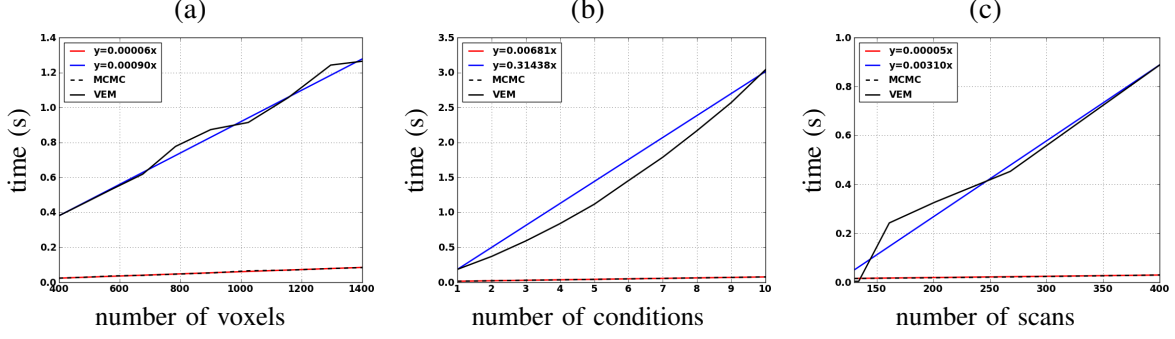 (a)
1.4
1.2
1.0
0.8
0.6
0.4
0.2
0.0
time (s)
y=0.00006x
y=0.00090x
MCMC
VEM
400 600 800 1000 1200 1400
number of voxels
(b)
3.5
3.0
2.5
2.0
1.5
1.0
0.5
0.0
time (s)
y=0.00681x
y=0.31438x
MCMC
VEM
1 2 3 4 5 6 7 8 9 10
number of conditions
(c)
1.0
0.8
0.6
0.4
0.2
0.0
time (s)
y=0.00005x
y=0.00310x
MCMC
VEM
150 200 250 300 350 400
number of scans